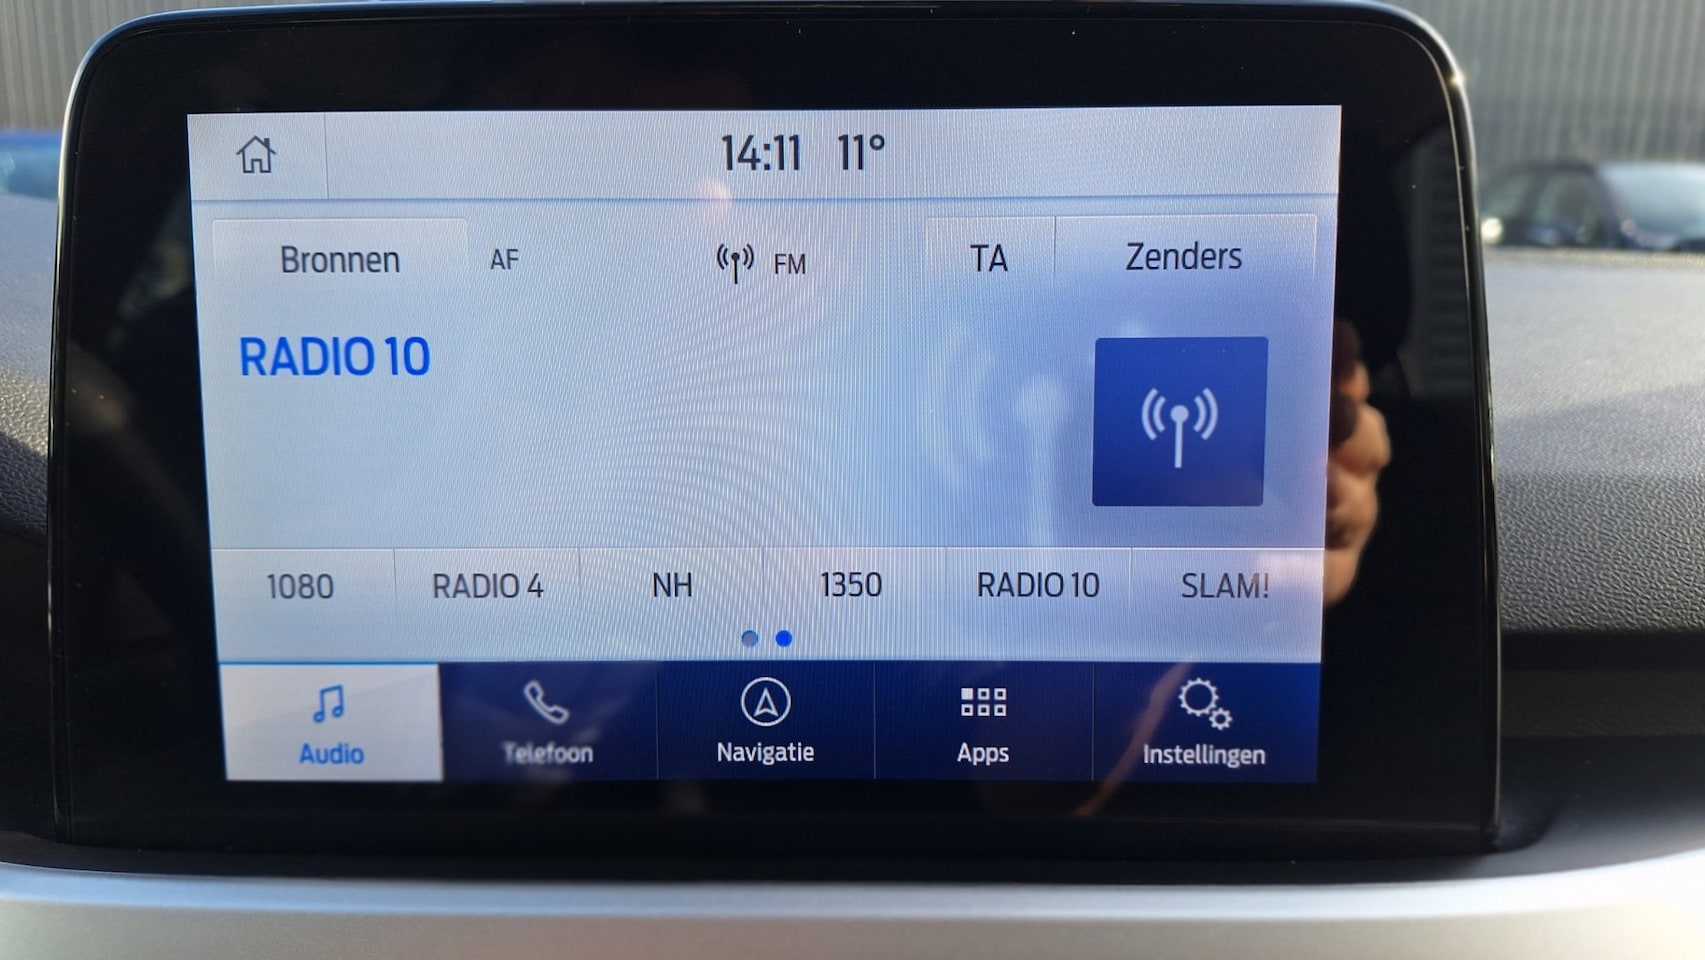 14:11 11°
Bronnen AF FM TA Zenders
RADIO 10
1080 RADIO 4 NH 1350 RADIO 10 SLAM!
Audio Telefoon Navigatie Apps Instellingen